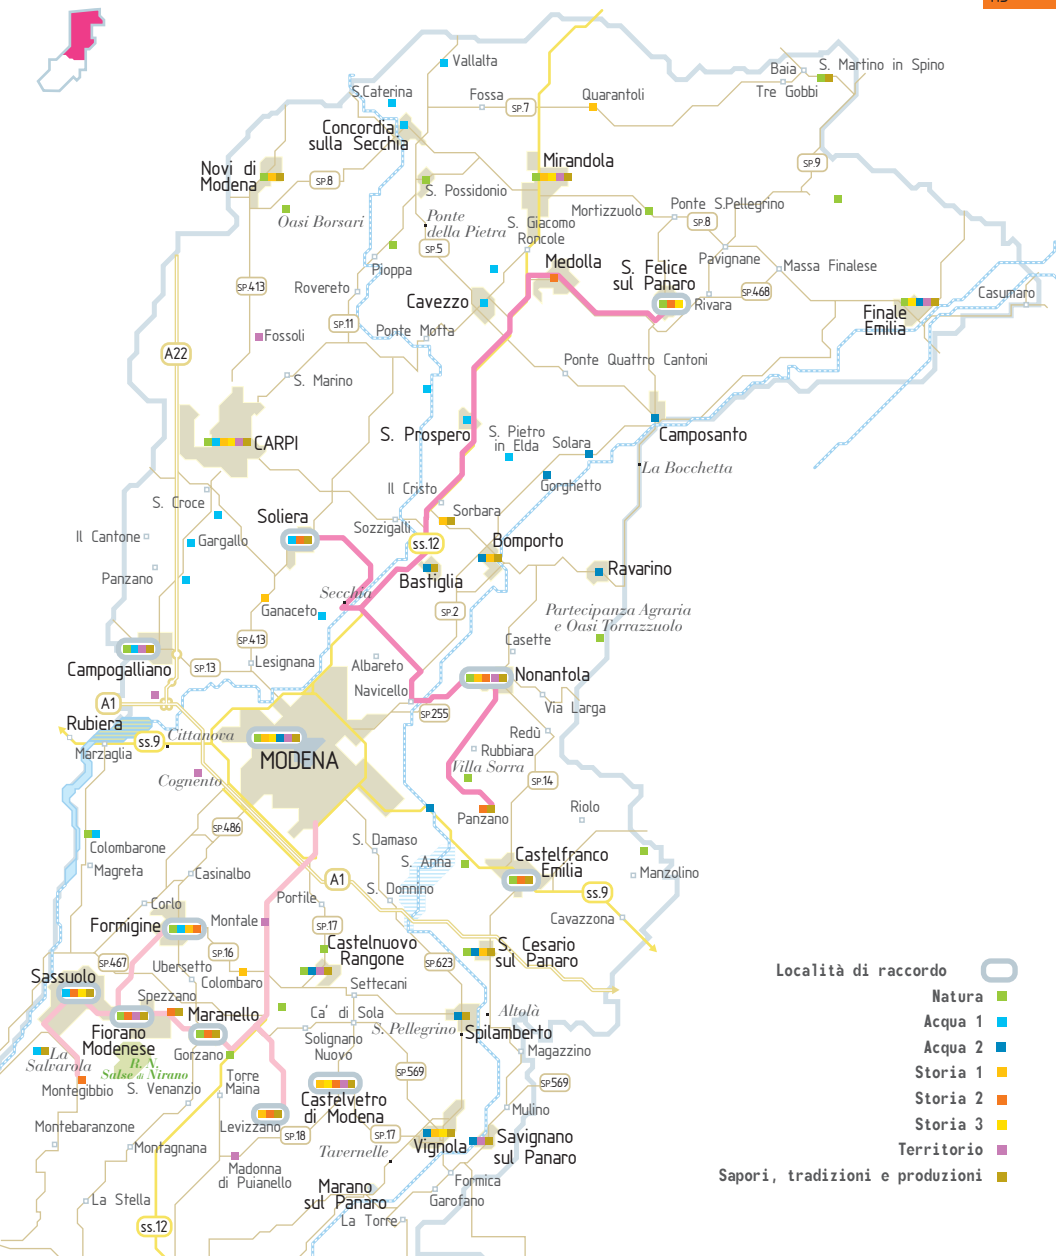 Vallalta
S. Martino in Spino
Baia
Tre Gobbi
S.Caterina
Fossa
SP.7
Quarantoli
Concordia
sulla Secchia
Novi di
Modena
SP.8
Mirandola
SP.9
S. Possidonio
Oasi Borsari
Ponte
della Pietra
S. Giacomo
Roncole
Mortizzuolo
Ponte S.Pellegrino
SP.8
SP.5
Pioppa
Medolla
S. Felice
sul Panaro
Pavignane
Massa Finalese
SP.413
Rovereto
Cavezzo
Rivara
SP.468
Casumaro
Finale
Emilia
SP.11
Fossoli
Ponte Motta
A22
Ponte Quattro Cantoni
S. Marino
CARPI
S. Prospero
S. Pietro
in Elda
Solara
Camposanto
La Bocchetta
Gorghetto
Il Cristo
S. Croce
Soliera
Sorbara
Sozzigalli
Il Cantone
Gargallo
ss.12
Bomporto
Panzano
Bastiglia
Ravarino
Secchia
Ganaceto
SP.2
Partecipanza Agraria
e Oasi Torrazzuolo
SP.413
Casette
Campogalliano
SP.13
Lesignana
Albareto
Nonantola
Navicello
A1
SP.255
Via Larga
Rubiera
Cittanova
ss.9
Marzaglia
Redù
Rubbiara
MODENA
Villa Sorra
Cognento
SP.14
Panzano
Riolo
SP.486
Colombarone
S. Damaso
Castelfranco
Emilia
S. Anna
Magreta
Casinalbo
Manzolino
A1
S. Donnino
ss.9
Corlo
Portile
Cavazzona
Formigine
Montale
SP.17
Castelnuovo
Rangone
S. Cesario
sul Panaro
SP.16
SP.467
Ubersetto
SP.623
Località di raccordo
Sassuolo
Colombaro
Settecani
Natura
Spezzano
Maranello
Ca' di Sola
Altolà
Acqua 1
Fiorano
Modenese
S. Pellegrino
Spilamberto
Solignano
Nuovo
Acqua 2
La
Salvarola
Gorzano
Magazzino
R. N.
Salse di Nirano
Storia 1
Torre
Maina
SP.569
SP.569
Montegibbio
S. Venanzio
Castelvetro
di Modena
Storia 2
Mulino
Levizzano
Montebaranzone
SP.18
SP.17
Vignola
Savignano
sul Panaro
Storia 3
Montagnana
Tavernelle
Territorio
Madonna
di Puianello
Sapori, tradizioni e produzioni
Marano
sul Panaro
Formica
La Stella
Garofano
La Torre
ss.12